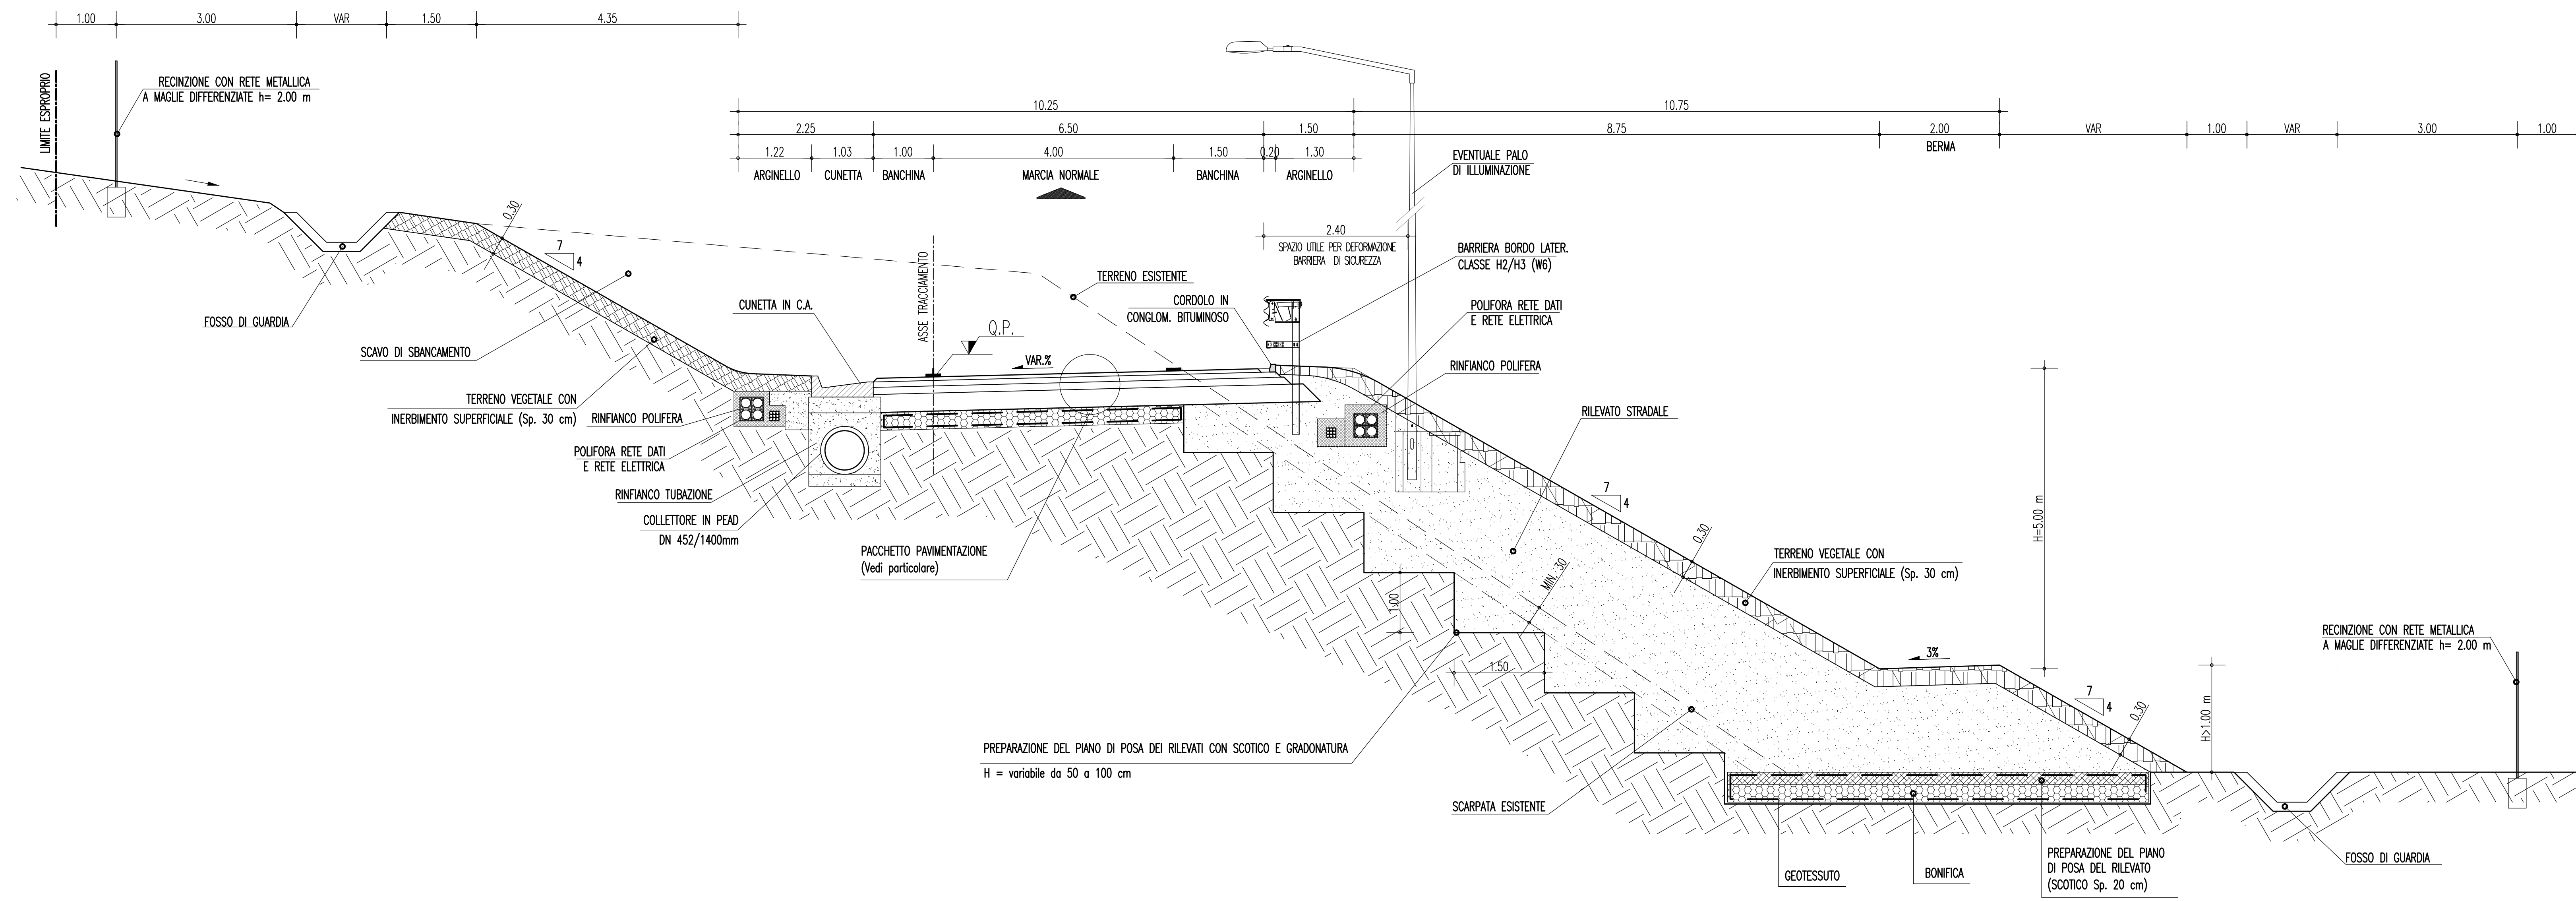 1.00
3.00
VAR
1.50
4.35
LIMITE ESPROPRIO
RECINZIONE CON RETE METALLICA
A MAGLIE DIFFERENZIATE h= 2.00 m
10.25
10.75
2.25
6.50
1.50
8.75
2.00
VAR
1.00
VAR
3.00
1.00
BERMA
1.22
1.03
1.00
4.00
1.50
0.20
1.30
ARGINELLO
CUNETTA
BANCHINA
MARCIA NORMALE
BANCHINA
ARGINELLO
EVENTUALE PALO
DI ILLUMINAZIONE
0.30
7
4
2.40
SPAZIO UTILE PER DEFORMAZIONE
BARRIERA DI SICUREZZA
BARRIERA BORDO LATER.
CLASSE H2/H3 (W6)
ASSE TRACCIAMENTO
TERRENO ESISTENTE
CUNETTA IN C.A.
CORDOLO IN
CONGLOM. BITUMINOSO
POLIFORA RETE DATI
E RETE ELETTRICA
FOSSO DI GUARDIA
Q.P.
SCAVO DI SBANCAMENTO
VAR.%
RINFIANCO POLIFERA
TERRENO VEGETALE CON
INERBIMENTO SUPERFICIALE (Sp. 30 cm)
RINFIANCO POLIFERA
RILEVATO STRADALE
POLIFORA RETE DATI
E RETE ELETTRICA
RINFIANCO TUBAZIONE
COLLETTORE IN PEAD
DN 452/1400mm
PACCHETTO PAVIMENTAZIONE
(Vedi particolare)
7
4
H=5.00 m
0.30
MIN. 30
1.00
TERRENO VEGETALE CON
INERBIMENTO SUPERFICIALE (Sp. 30 cm)
1.50
3%
RECINZIONE CON RETE METALLICA
A MAGLIE DIFFERENZIATE h= 2.00 m
7
4
0.30
H>1.00 m
PREPARAZIONE DEL PIANO DI POSA DEI RILEVATI CON SCOTICO E GRADONATURA
H = variabile da 50 a 100 cm
SCARPATA ESISTENTE
GEOTESSUTO
BONIFICA
PREPARAZIONE DEL PIANO
DI POSA DEL RILEVATO
(SCOTICO Sp. 20 cm)
FOSSO DI GUARDIA